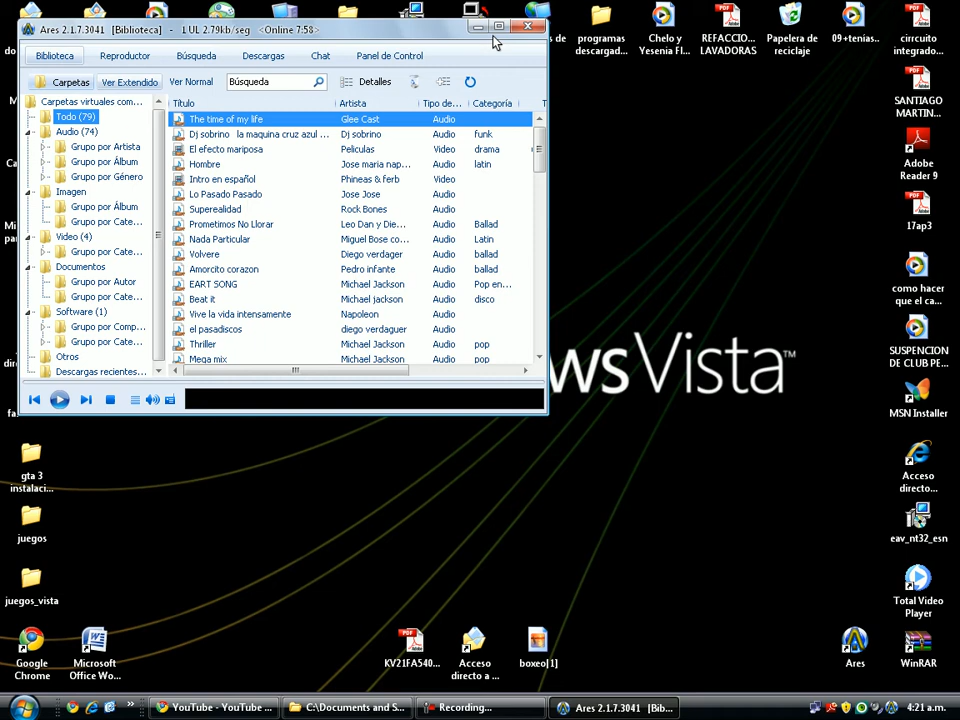 Ares 2.1.7.3041 [Biblioteca] - 1 UL 2.79kb/seg <Online 7:58>
Biblioteca Reproductor Búsqueda Descargas Chat Panel de Control
Carpetas Ver Extendido Ver Normal Búsqueda Detalles
Carpetas virtuales com...
Todo (79)
Audio (74)
Grupo por Artista
Grupo por Álbum
Grupo por Género
Imagen
Grupo por Álbum
Grupo por Cate...
Video (4)
Grupo por Cate...
Documentos
Grupo por Autor
Grupo por Cate...
Software (1)
Grupo por Comp...
Grupo por Cate...
Otros
Descargas recientes...
Título Artista Tipo de... Categoría T
The time of my life Glee Cast Audio
Dj sobrino la maquina cruz azul ... Dj sobrino Audio funk
El efecto mariposa Peliculas Video drama
Hombre Jose maria nap... Audio latin
Intro en español Phineas & ferb Video
Lo Pasado Pasado Jose Jose Audio
Superealidad Rock Bones Audio
Prometimos No Llorar Leo Dan y Die... Audio Ballad
Nada Particular Miguel Bose co... Audio Latin
Volvere Diego verdager Audio ballad
Amorcito corazon Pedro infante Audio ballad
EART SONG Michael Jackson Audio Pop en...
Beat it Michael jackson Audio disco
Vive la vida intensamente Napoleon Audio
el pasadiscos diego verdaguer Audio
Thriller Michael Jackson Audio pop
Mega mix Michael Jackson Audio pop
ws Vista™
programas
descargad...
Chelo y
Yesenia Fl...
REFACCIO...
LAVADORAS
Papelera de
reciclaje
09+tenias...
cirrcuito
integrado...
SANTIAGO
MARTIN...
Adobe
Reader 9
17ap3
como hacer
que el ca...
SUSPENCION
DE CLUB PE...
MSN Installer
Acceso
directo...
eav_nt32_esn
Total Video
Player
WinRAR
Ares
gta 3
instalaci...
juegos
juegos_vista
Google
Chrome
Microsoft
Office Wo...
KV21FA540...
Acceso
directo a ...
boxeo[1]
YouTube - YouTube ... C:\Documents and S... Recording... Ares 2.1.7.3041 [Bib... 4:21 a.m.